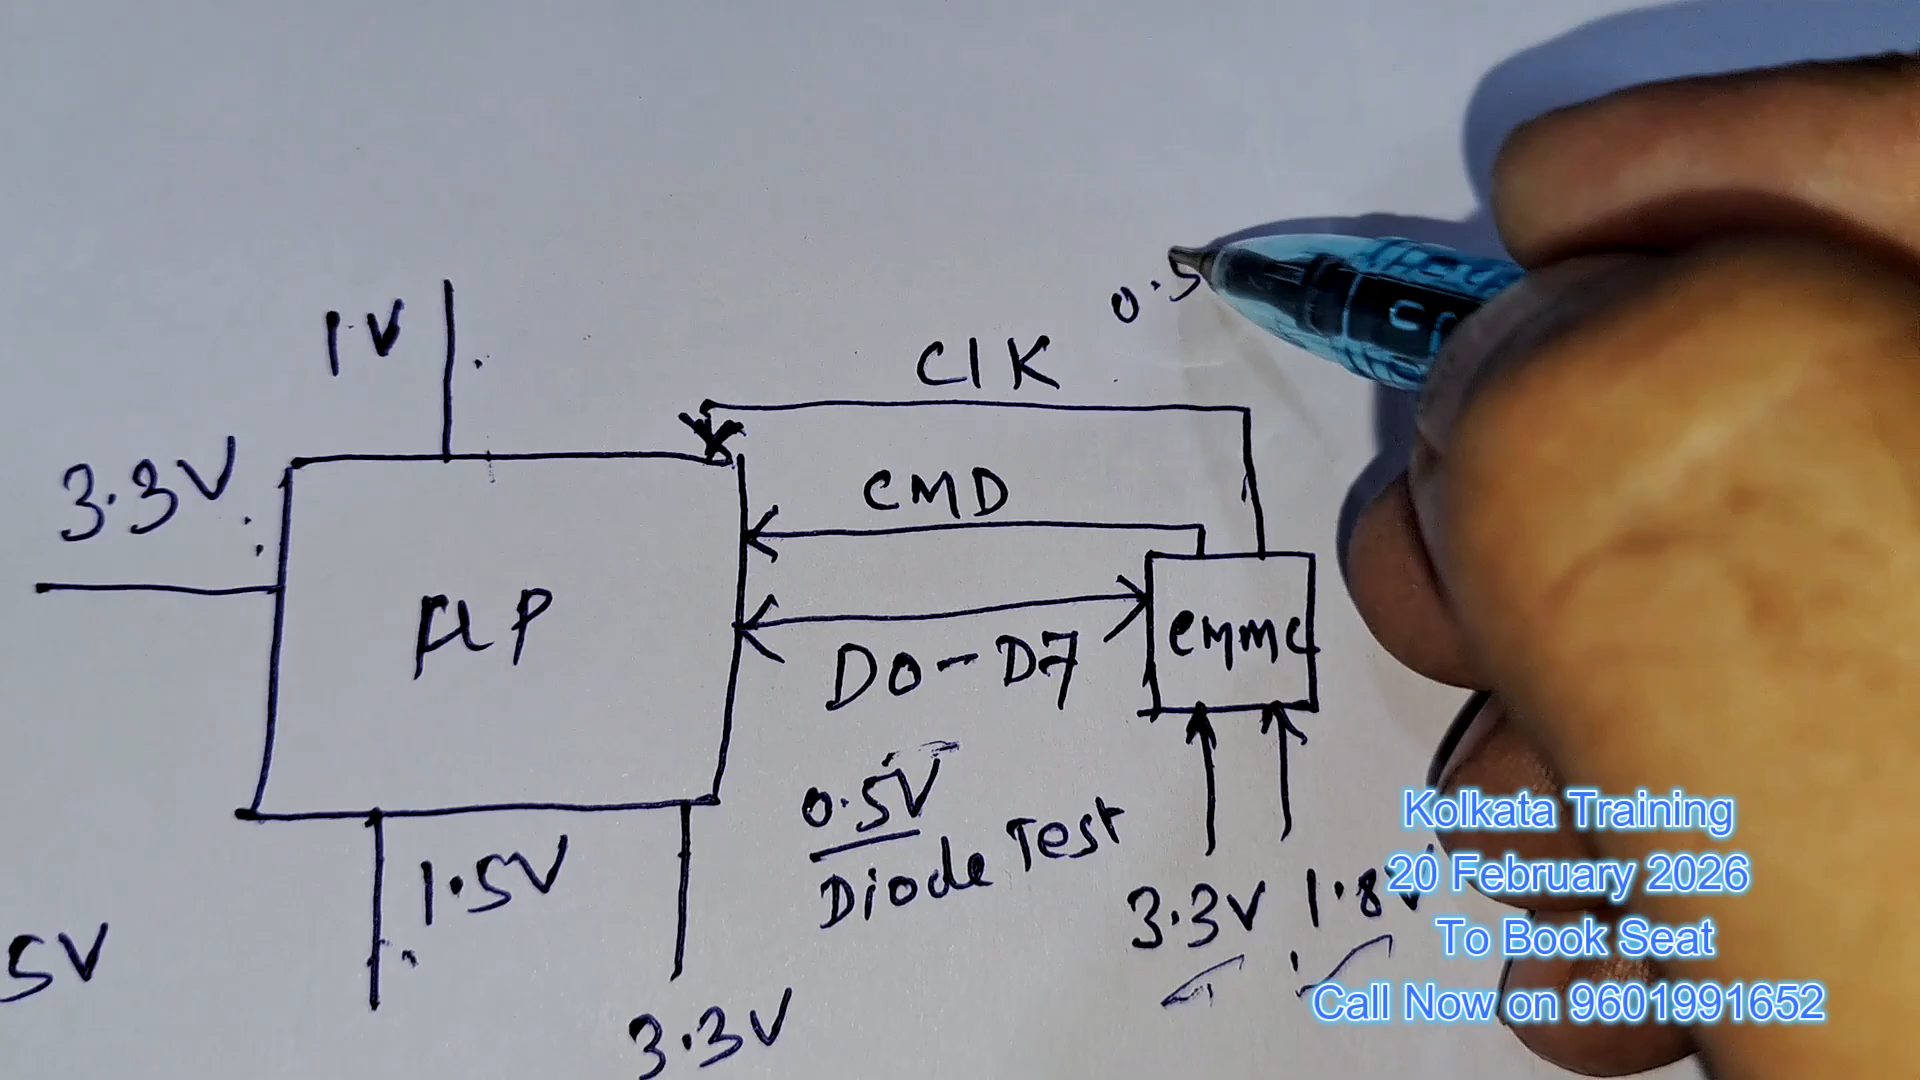 0.5
1V
CLK
3.3V
CMD
eMMC
D0-D7
0.5V
Diode Test
1.5V
3.3V
1.8V
5V
3.3V
Kolkata Training
20 February 2026
To Book Seat
Call Now on 9601991652